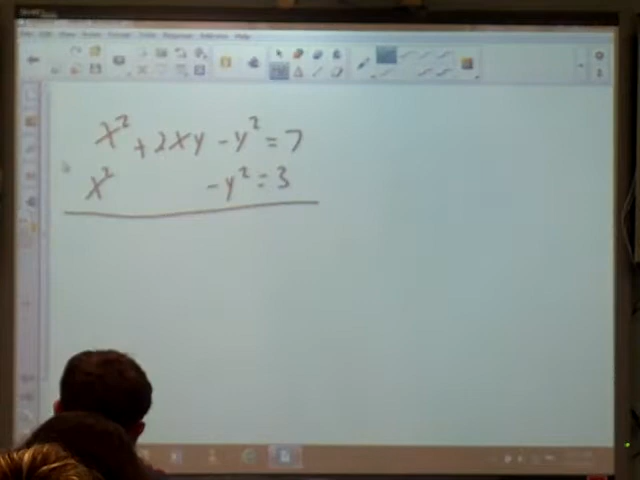 x² + 2xy - y² = 7
x² - y² = 3